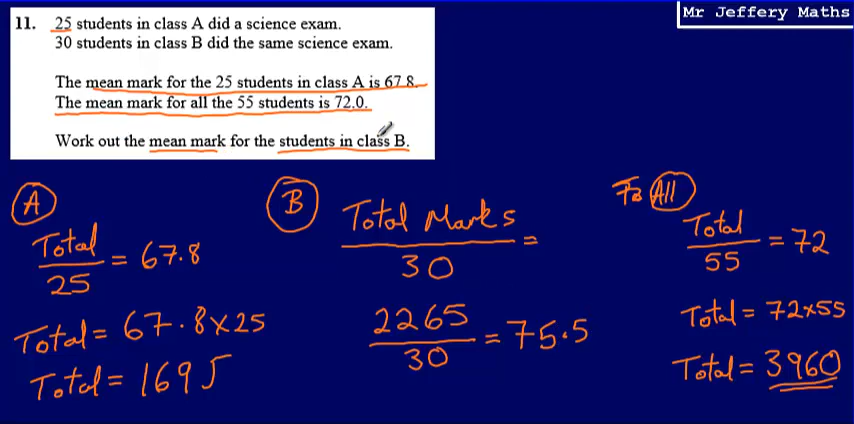 Mr Jeffery Maths
11. 25 students in class A did a science exam.
30 students in class B did the same science exam.
The mean mark for the 25 students in class A is 67.8.
The mean mark for all the 55 students is 72.0.
Work out the mean mark for the students in class B.
A
Total
25
= 67.8
Total = 67.8 x 25
Total = 1695
B
Total Marks
30
=
2265
30
= 75.5
All
Total
55
= 72
Total = 72x55
Total = 3960